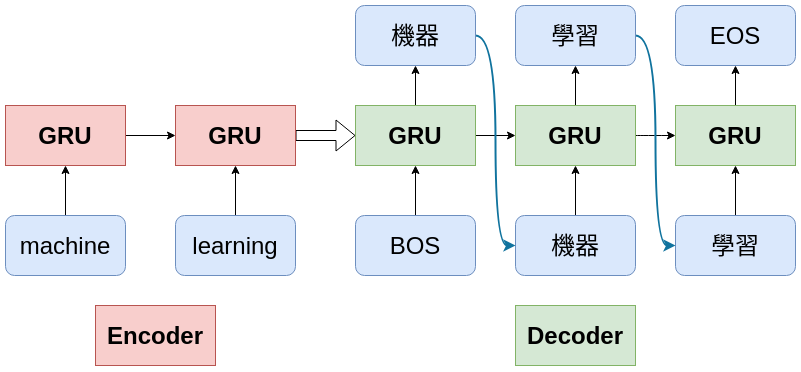 機器
學習
EOS
GRU
GRU
GRU
GRU
GRU
machine
learning
BOS
機器
學習
Encoder
Decoder